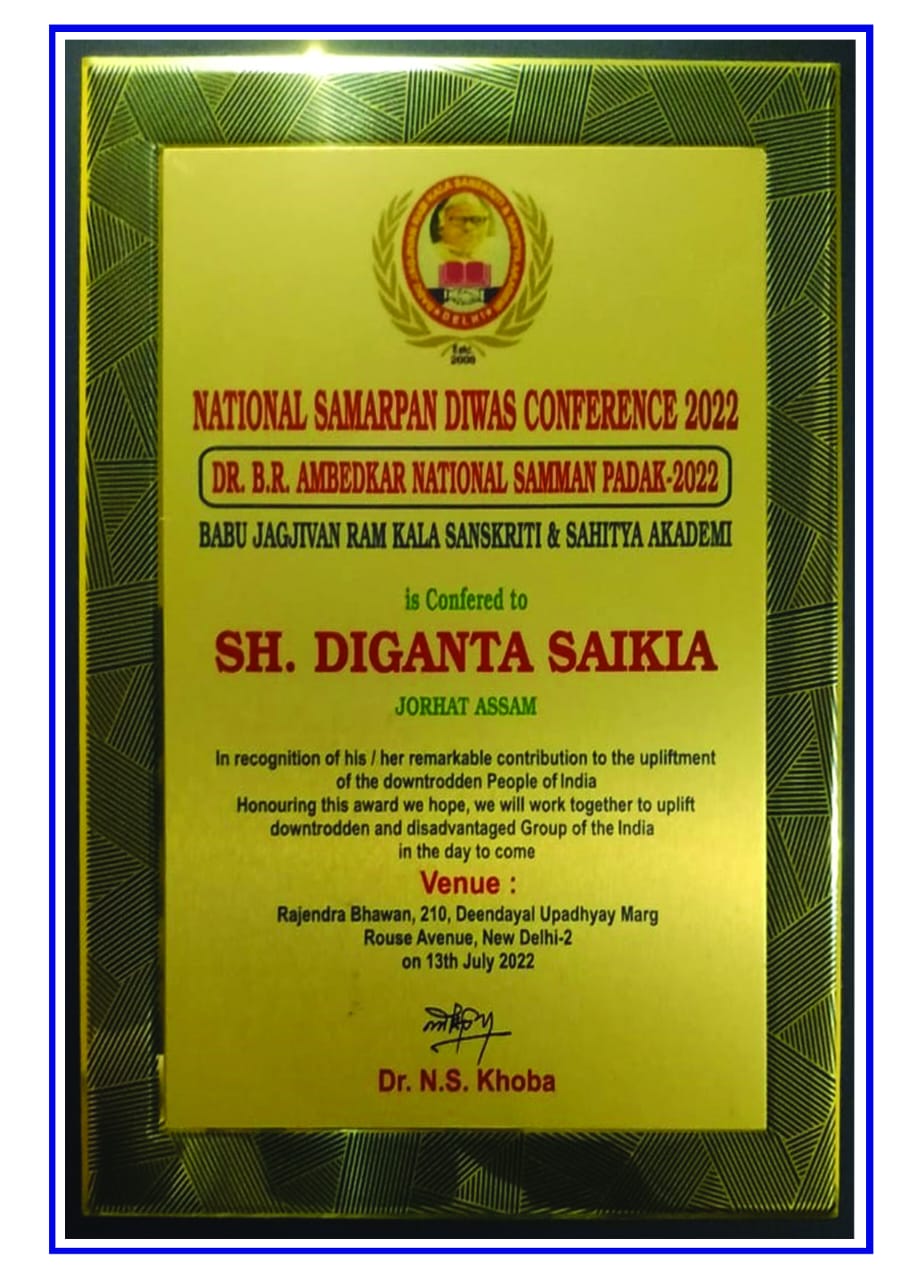 DELHI
Estc.
2008
NATIONAL SAMARPAN DIWAS CONFERENCE 2022
DR. B.R. AMBEDKAR NATIONAL SAMMAN PADAK-2022
BABU JAGJIVAN RAM KALA SANSKRITI & SAHITYA AKADEMI
is Confered to
SH. DIGANTA SAIKIA
JORHAT ASSAM
In recognition of his / her remarkable contribution to the upliftment
of the downtrodden People of India
Honouring this award we hope, we will work together to uplift
downtrodden and disadvantaged Group of the India
in the day to come
Venue :
Rajendra Bhawan, 210, Deendayal Upadhyay Marg
Rouse Avenue, New Delhi-2
on 13th July 2022
Dr. N.S. Khoba